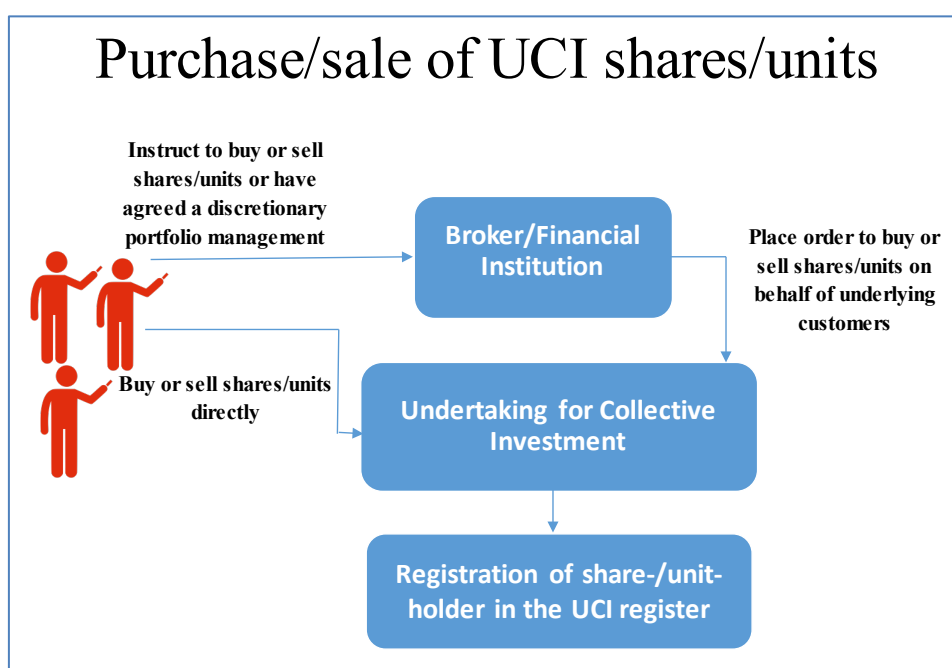 Purchase/sale of UCI shares/units
Instruct to buy or sell
shares/units or have
agreed a discretionary
portfolio management
Broker/Financial
Institution
Place order to buy or
sell shares/units on
behalf of underlying
customers
Buy or sell shares/units
directly
Undertaking for Collective
Investment
Registration of share-/unit-
holder in the UCI register